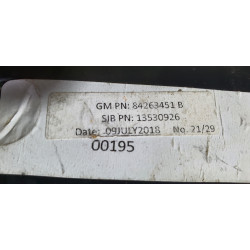 GM PN: 84263451 B
SJB PN: 13530926
Date: 09JULY2018 No. 21/29
00195